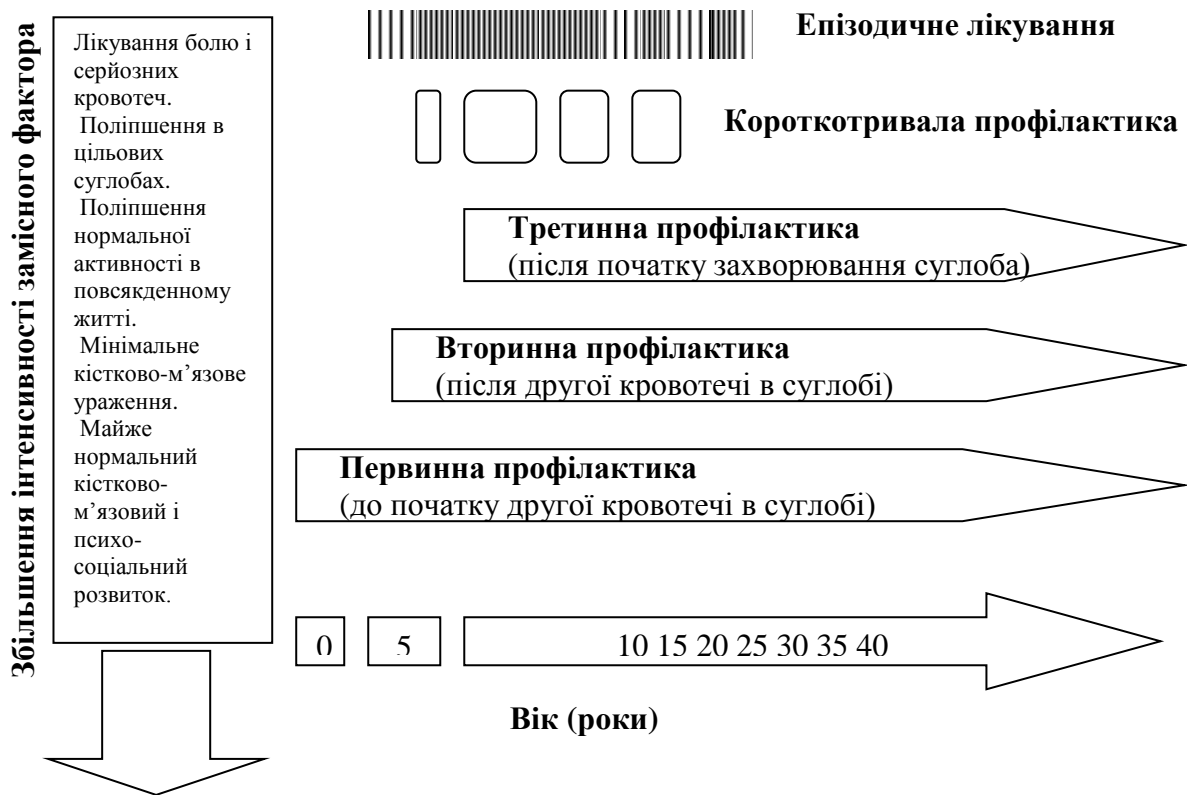 Збільшення інтенсивності замісного фактора
Лікування болю і
серйозних
кровотеч.
Поліпшення в
цільових
суглобах.
Поліпшення
нормальної
активності в
повсякденному
житті.
Мінімальне
кістково-м’язове
ураження.
Майже
нормальний
кістково-
м’язовий і
психо-
соціальний
розвиток.
Епізодичне лікування
Короткотривала профілактика
Третинна профілактика
(після початку захворювання суглоба)
Вторинна профілактика
(після другої кровотечі в суглобі)
Первинна профілактика
(до початку другої кровотечі в суглобі)
0 5 10 15 20 25 30 35 40
Вік (роки)